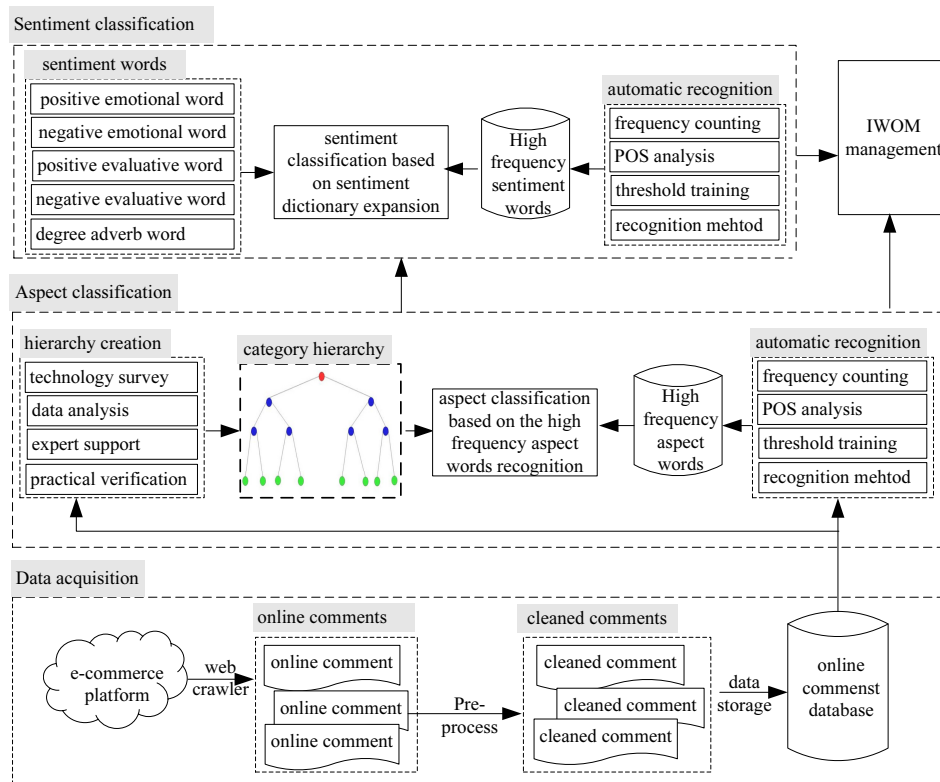 Sentiment classification
sentiment words
positive emotional word
negative emotional word
positive evaluative word
negative evaluative word
degree adverb word
sentiment
classification based
on sentiment
dictionary expansion
High
frequency
sentiment
words
automatic recognition
frequency counting
POS analysis
threshold training
recognition mehtod
IWOM
management
Aspect classification
hierarchy creation
technology survey
data analysis
expert support
practical verification
category hierarchy
aspect classification
based on the high
frequency aspect
words recognition
High
frequency
aspect
words
automatic recognition
frequency counting
POS analysis
threshold training
recognition mehtod
Data acquisition
e-commerce
platform
web
crawler
online comments
online comment
online comment
online comment
Pre-
process
cleaned comments
cleaned comment
cleaned comment
cleaned comment
data
storage
online
commenst
database